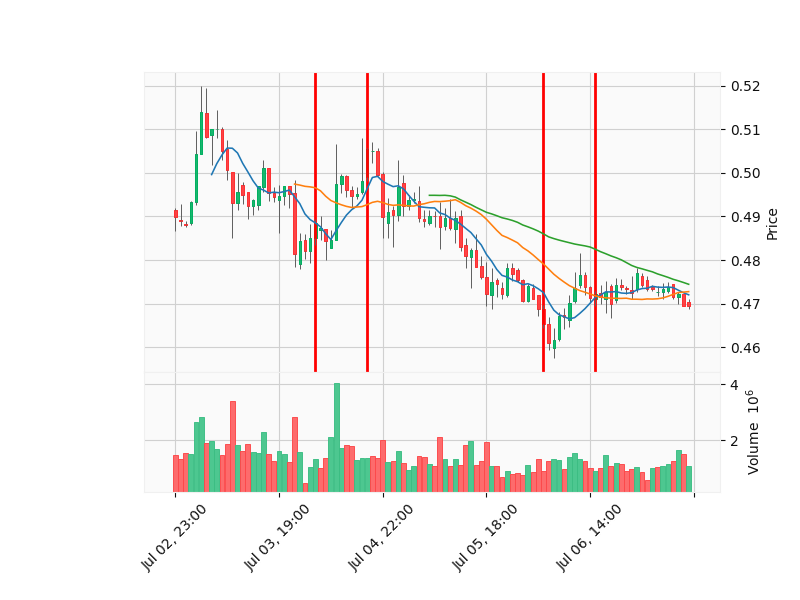 0.52
0.51
0.50
0.49
0.48
0.47
0.46
Price
4
2
Volume 10^6
Jul 02, 23:00
Jul 03, 19:00
Jul 04, 22:00
Jul 05, 18:00
Jul 06, 14:00